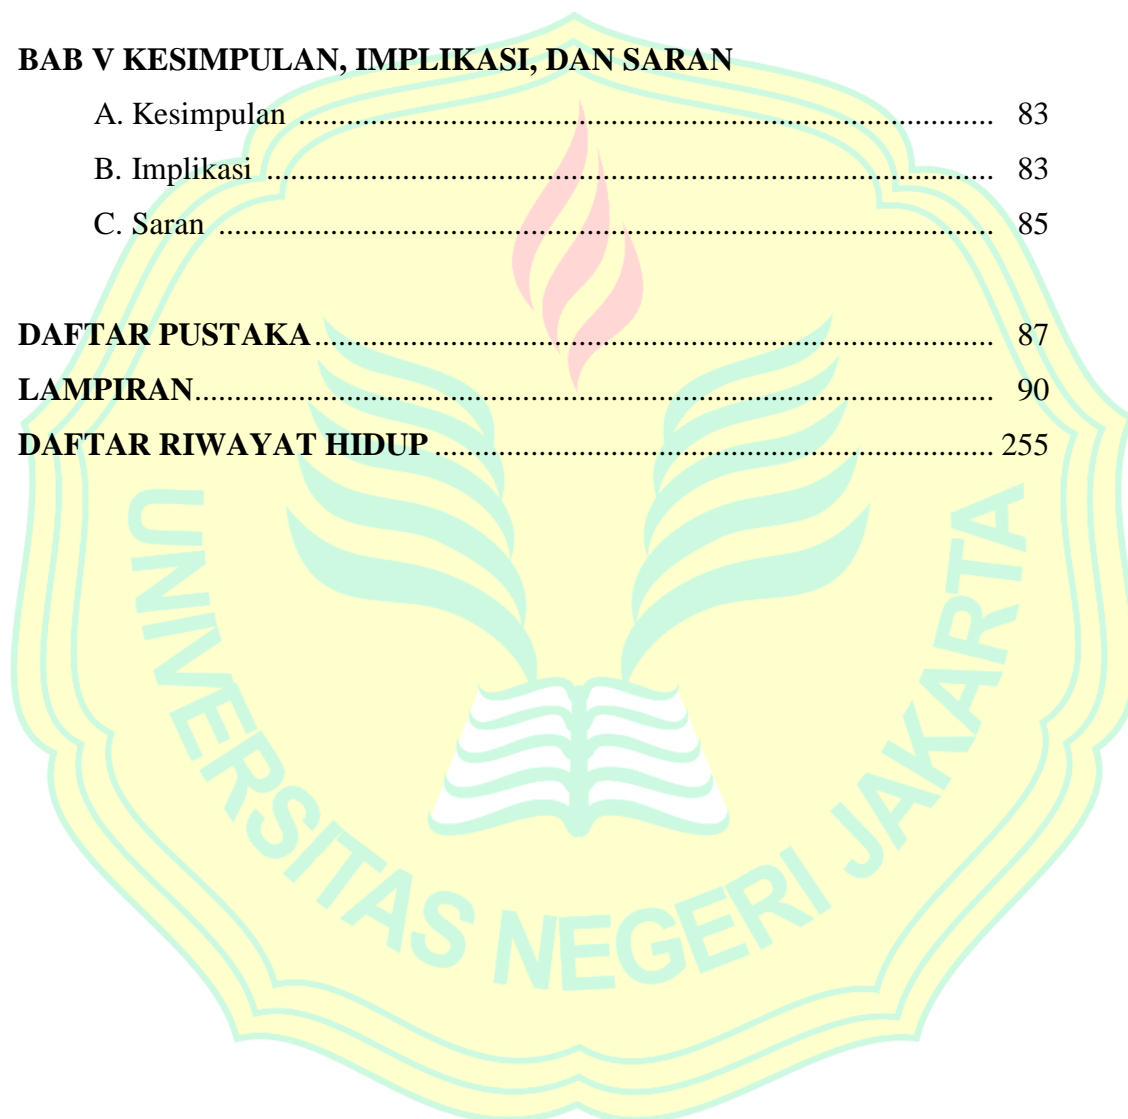 BAB V KESIMPULAN, IMPLIKASI, DAN SARAN
A. Kesimpulan ........................................................................................ 83
B. Implikasi ............................................................................................ 83
C. Saran .................................................................................................. 85
DAFTAR PUSTAKA...................................................................................... 87
LAMPIRAN..................................................................................................... 90
DAFTAR RIWAYAT HIDUP ....................................................................... 255
UNIVERSITAS NEGERI JAKARTA